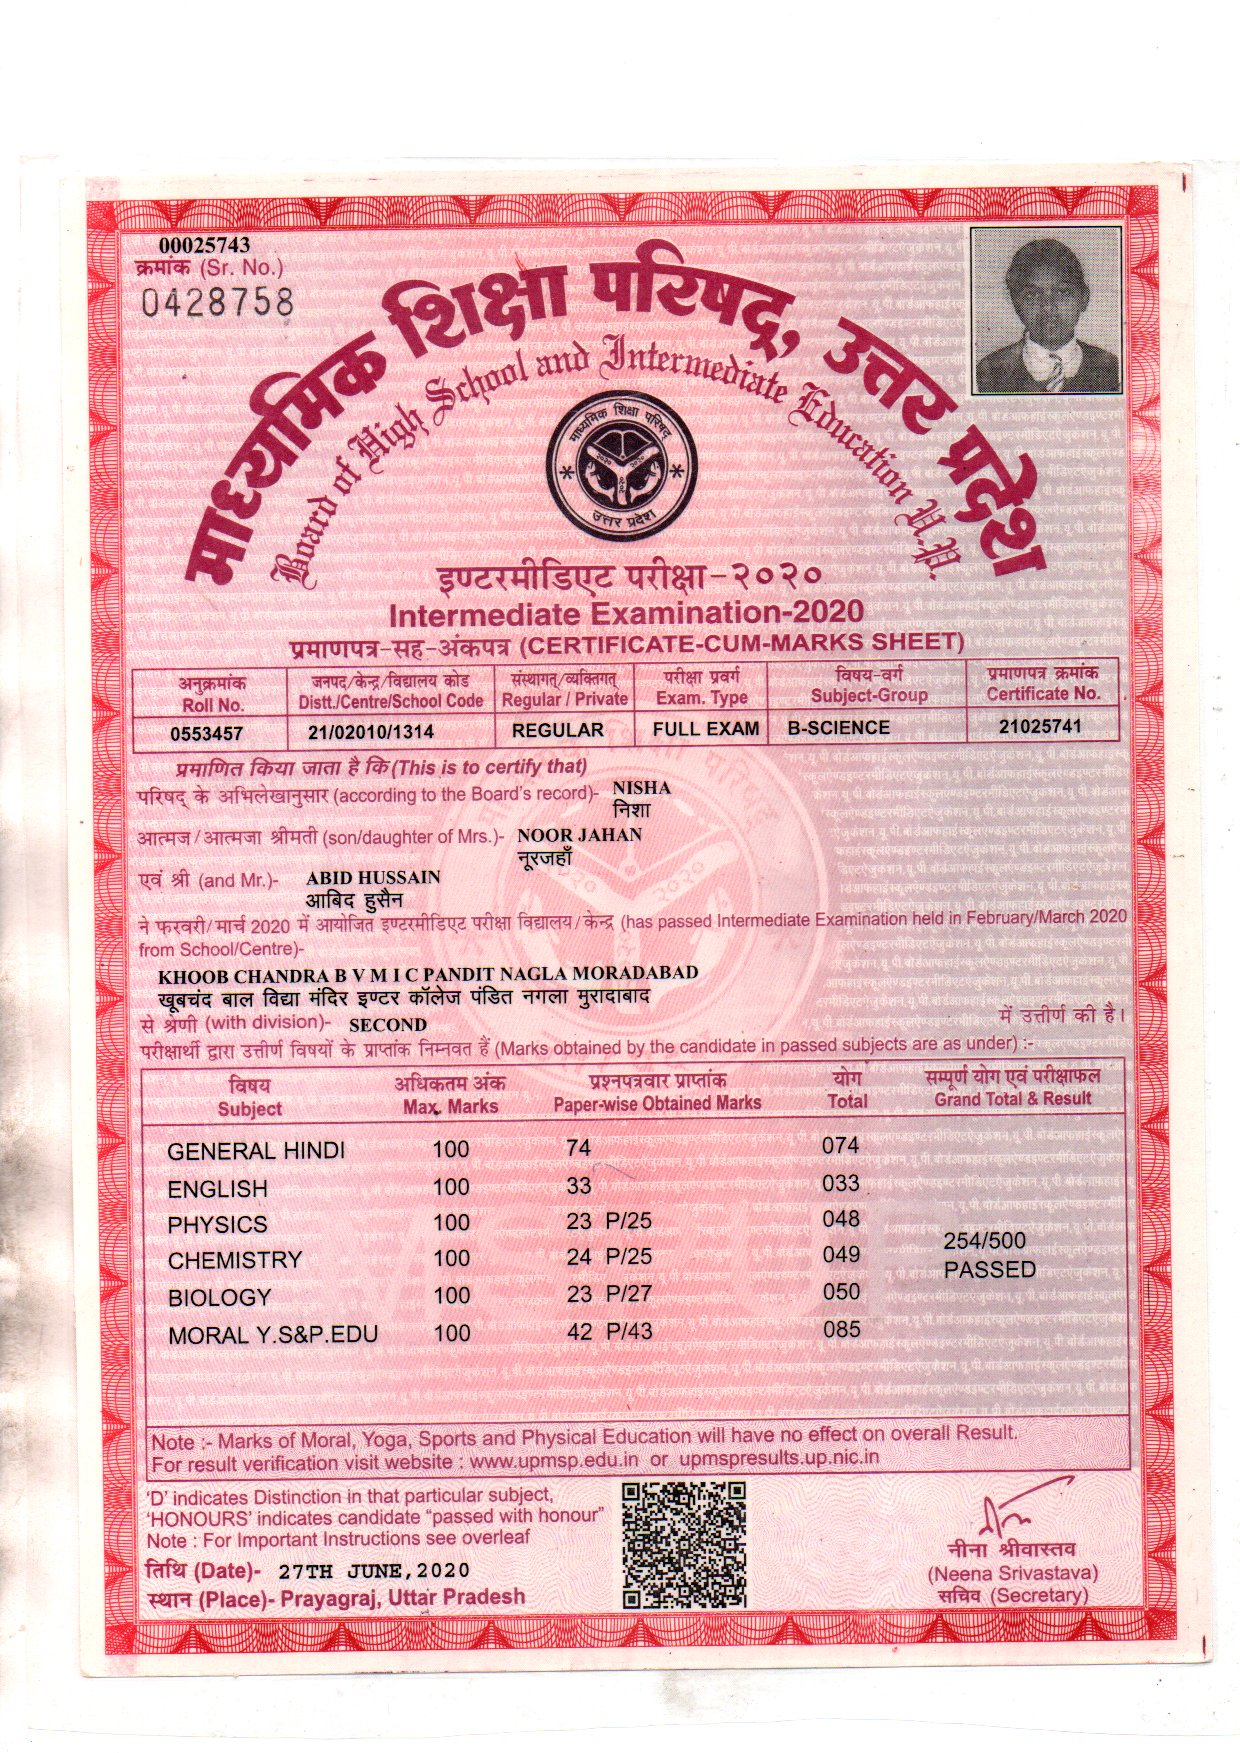 00025743
क्रमांक (Sr. No.)
0428758
माध्यमिक शिक्षा परिषद्, उत्तर प्रदेश
Board of High School and Intermediate Education U.P.
माध्यमिक शिक्षा परिषद्
उत्तर प्रदेश
इण्टरमीडिएट परीक्षा-२०२०
Intermediate Examination-2020
प्रमाणपत्र-सह-अंकपत्र (CERTIFICATE-CUM-MARKS SHEET)
अनुक्रमांक जनपद/केन्द्र/विद्यालय कोड संस्थागत्/व्यक्तिगत् परीक्षा प्रवर्ग विषय-वर्ग प्रमाणपत्र क्रमांक
Roll No. Distt./Centre/School Code Regular / Private Exam. Type Subject-Group Certificate No.
0553457 21/02010/1314 REGULAR FULL EXAM B-SCIENCE 21025741
प्रमाणित किया जाता है कि (This is to certify that)
परिषद् के अभिलेखानुसार (according to the Board's record)- NISHA
निशा
आत्मज/आत्मजा श्रीमती (son/daughter of Mrs.)- NOOR JAHAN
नूरजहाँ
एवं श्री (and Mr.)- ABID HUSSAIN
आबिद हुसैन
ने फरवरी/मार्च 2020 में आयोजित इण्टरमीडिएट परीक्षा विद्यालय/केन्द्र (has passed Intermediate Examination held in February/March 2020
from School/Centre)-
KHOOB CHANDRA B V M I C PANDIT NAGLA MORADABAD
खूबचंद बाल विद्या मंदिर इण्टर कॉलेज पंडित नगला मुरादाबाद
से श्रेणी (with division)- SECOND में उत्तीर्ण की है।
परीक्षार्थी द्वारा उत्तीर्ण विषयों के प्राप्तांक निम्नवत हैं (Marks obtained by the candidate in passed subjects are as under) :-
विषय अधिकतम अंक प्रश्नपत्रवार प्राप्तांक योग सम्पूर्ण योग एवं परीक्षाफल
Subject Max. Marks Paper-wise Obtained Marks Total Grand Total & Result
GENERAL HINDI 100 74 074
ENGLISH 100 33 033
PHYSICS 100 23 P/25 048
CHEMISTRY 100 24 P/25 049
BIOLOGY 100 23 P/27 050
MORAL Y.S&P.EDU 100 42 P/43 085
254/500
PASSED
Note :- Marks of Moral, Yoga, Sports and Physical Education will have no effect on overall Result.
For result verification visit website : www.upmsp.edu.in or upmspresults.up.nic.in
'D' indicates Distinction in that particular subject,
'HONOURS' indicates candidate "passed with honour"
Note : For Important Instructions see overleaf
तिथि (Date)- 27TH JUNE,2020
स्थान (Place)- Prayagraj, Uttar Pradesh
नीना श्रीवास्तव
(Neena Srivastava)
सचिव (Secretary)